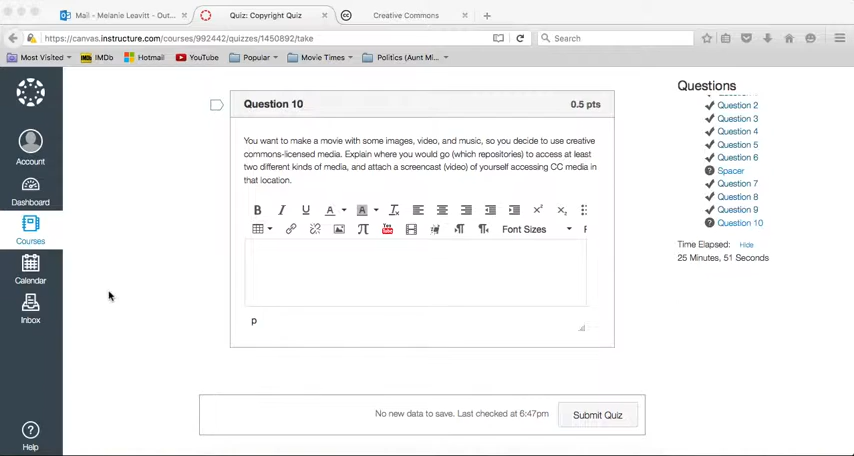 Mail - Melanie Leavitt - Out... ×
Quiz: Copyright Quiz ×
Creative Commons ×
https://canvas.instructure.com/courses/992442/quizzes/1450892/take
Search
Most Visited
IMDb
Hotmail
YouTube
Popular
Movie Times
Politics (Aunt Mi...
Account
Dashboard
Courses
Calendar
Inbox
Help
Question 10
0.5 pts
You want to make a movie with some images, video, and music, so you decide to use creative
commons-licensed media. Explain where you would go (which repositories) to access at least
two different kinds of media, and attach a screencast (video) of yourself accessing CC media in
that location.
Font Sizes
p
No new data to save. Last checked at 6:47pm
Submit Quiz
Questions
Question 2
Question 3
Question 4
Question 5
Question 6
Spacer
Question 7
Question 8
Question 9
Question 10
Time Elapsed: Hide
25 Minutes, 51 Seconds